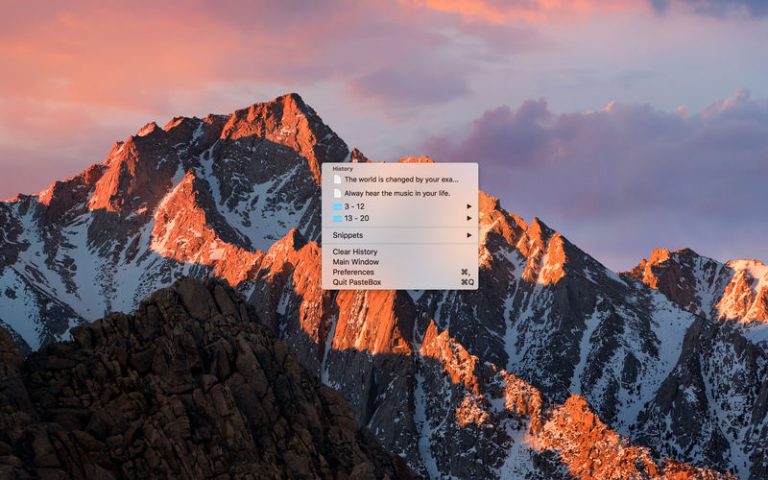 History
The world is changed by your exa...
Alway hear the music in your life.
3 - 12
13 - 20
Snippets
Clear History
Main Window
Preferences ⌘,
Quit PasteBox ⌘Q